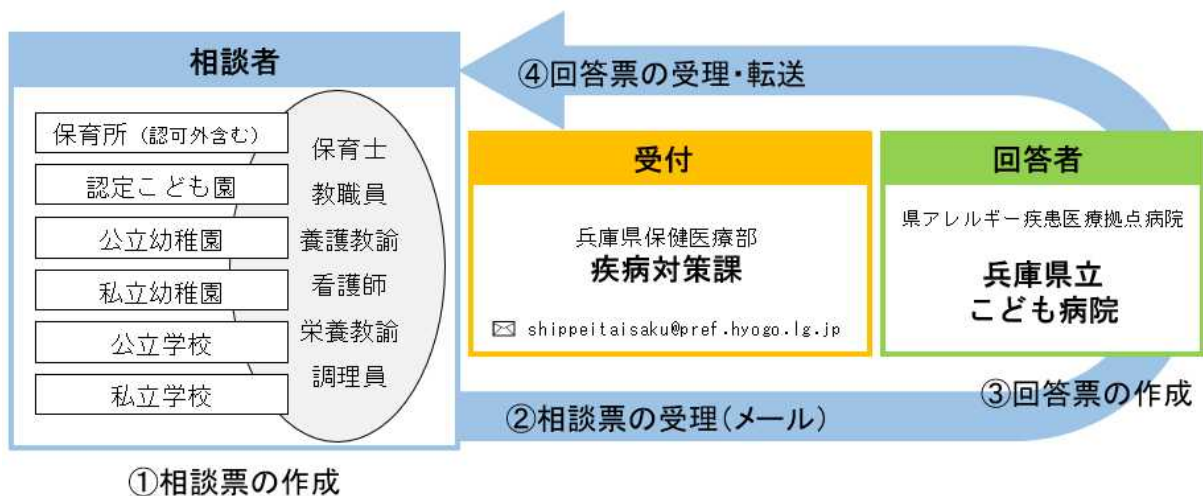 相談者
保育所（認可外含む）
認定こども園
公立幼稚園
私立幼稚園
公立学校
私立学校
保育士
教職員
養護教諭
看護師
栄養教諭
調理員
①相談票の作成
④回答票の受理・転送
受付
兵庫県保健医療部
疾病対策課
shippeitaisaku@pref.hyogo.lg.jp
回答者
県アレルギー疾患医療拠点病院
兵庫県立
こども病院
③回答票の作成
②相談票の受理（メール）